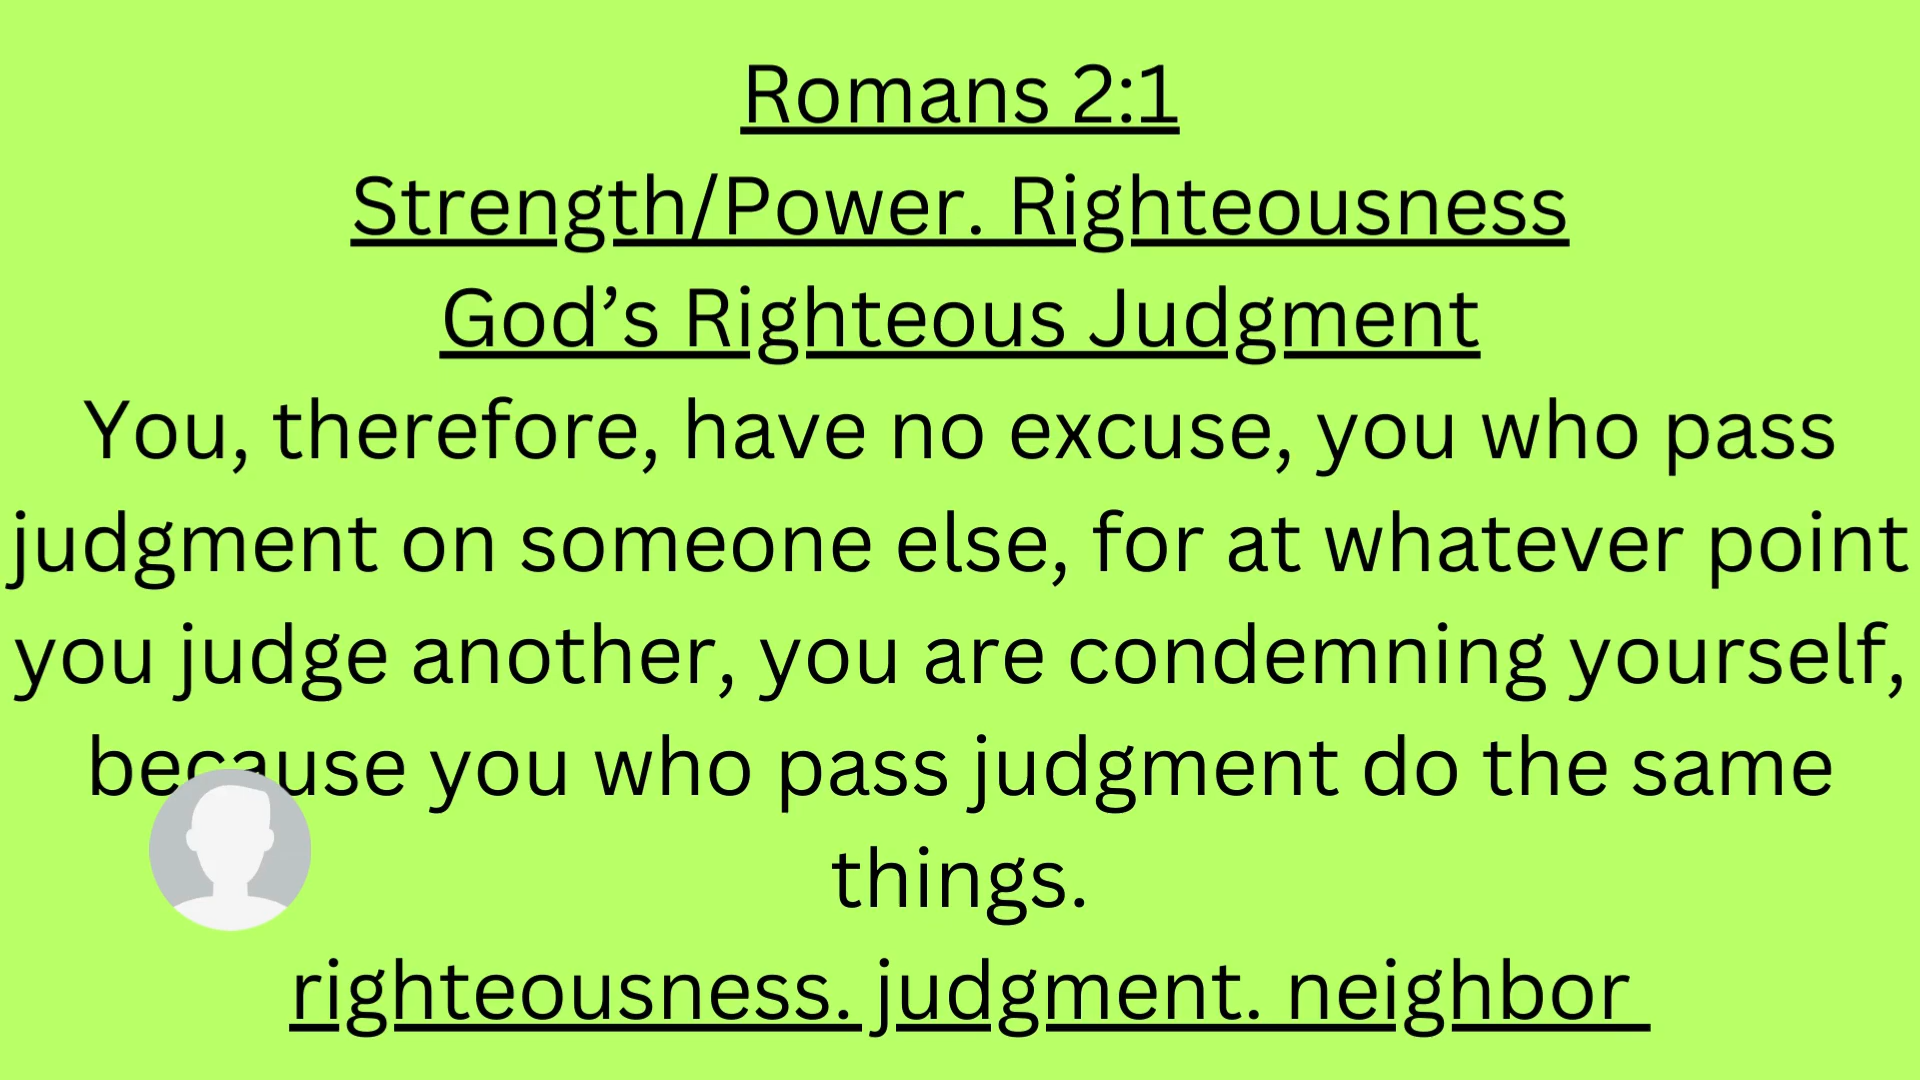 Romans 2:1
Strength/Power. Righteousness
God’s Righteous Judgment
You, therefore, have no excuse, you who pass
judgment on someone else, for at whatever point
you judge another, you are condemning yourself,
because you who pass judgment do the same
things.
righteousness. judgment. neighbor